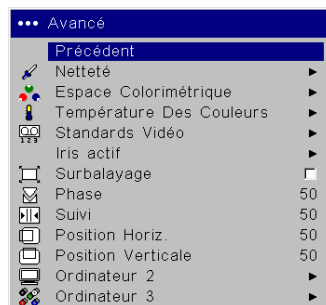 ••• Avancé
Précédent
Netteté
Espace Colorimétrique
Température Des Couleurs
Standards Vidéo
Iris actif
Surbalayage
Phase 50
Suivi 50
Position Horiz. 50
Position Verticale 50
Ordinateur 2
Ordinateur 3